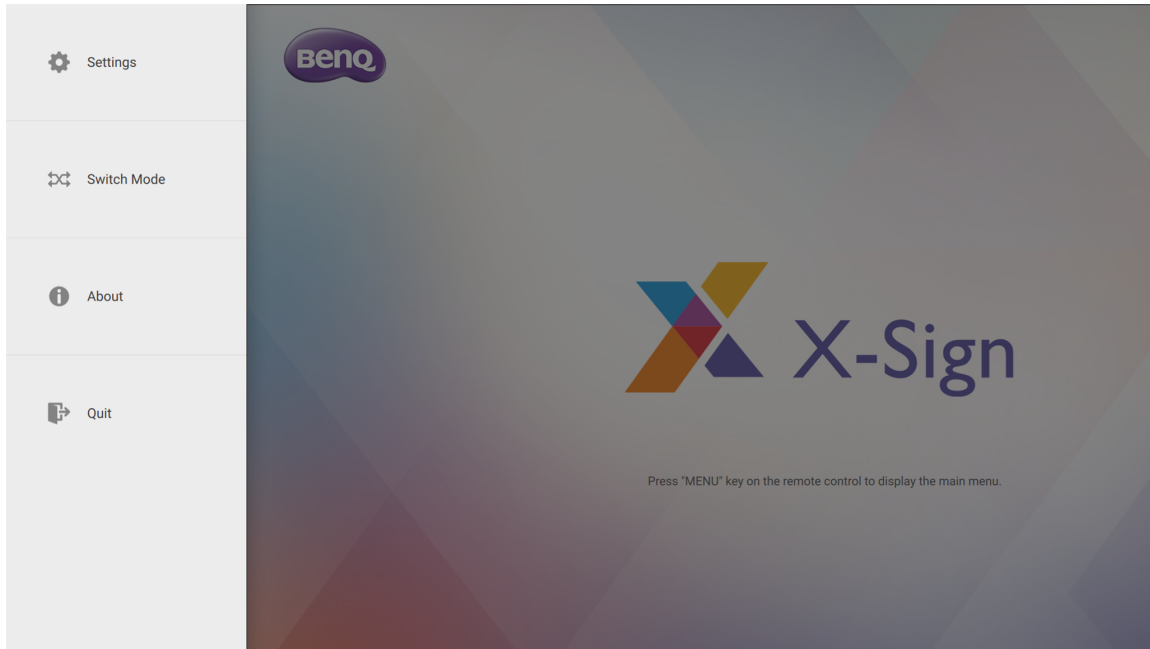 Settings
Switch Mode
About
Quit
BenQ
X-Sign
Press "MENU" key on the remote control to display the main menu.